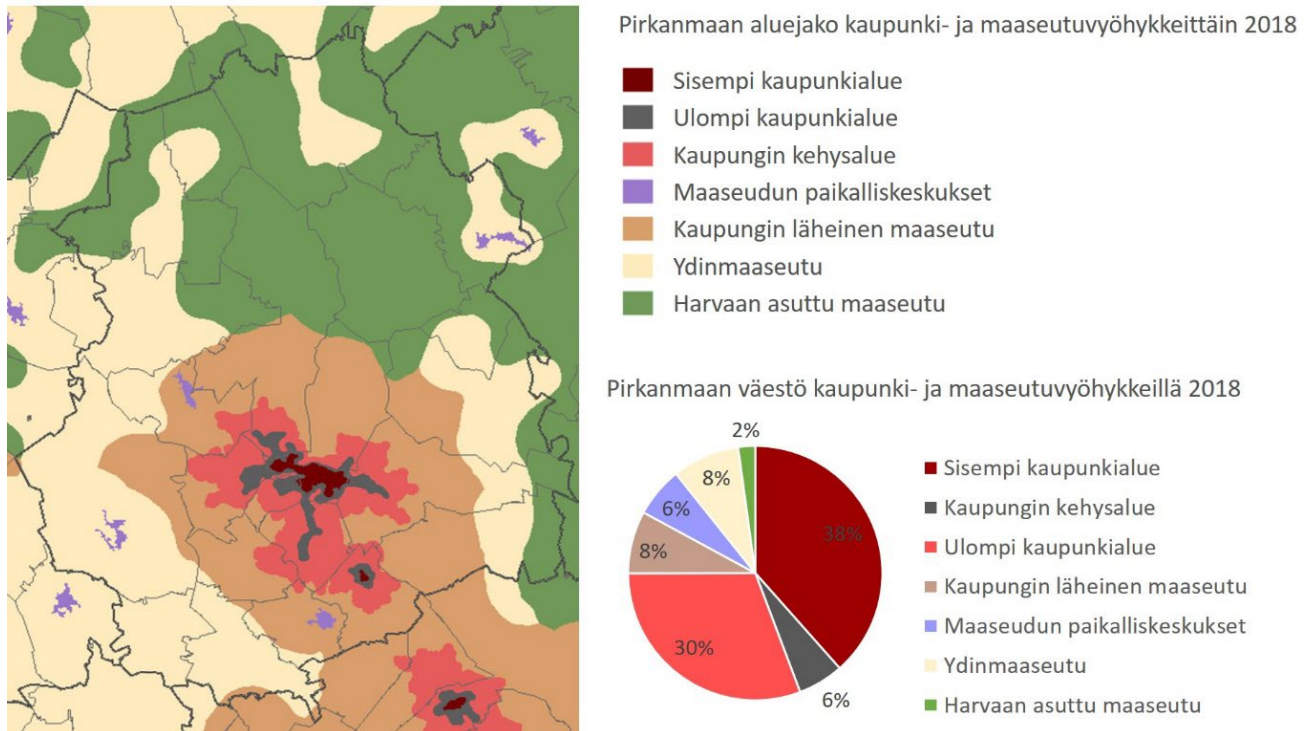 Pirkanmaan aluejako kaupunki- ja maaseutuvyöhykkeittäin 2018
Sisempi kaupunkialue
Ulompi kaupunkialue
Kaupungin kehysalue
Maaseudun paikalliskeskukset
Kaupungin läheinen maaseutu
Ydinmaaseutu
Harvaan asuttu maaseutu
Pirkanmaan väestö kaupunki- ja maaseutuvyöhykkeillä 2018
2%
8%
6%
38%
8%
30%
6%
Sisempi kaupunkialue
Kaupungin kehysalue
Ulompi kaupunkialue
Kaupungin läheinen maaseutu
Maaseudun paikalliskeskukset
Ydinmaaseutu
Harvaan asuttu maaseutu